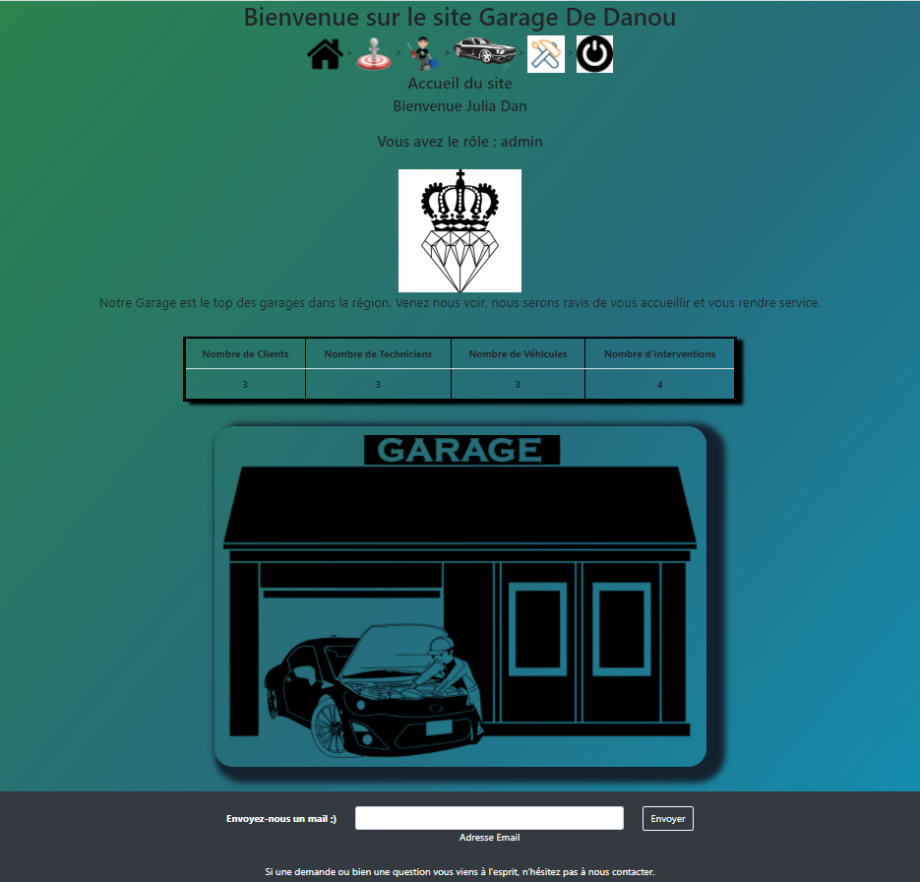 Bienvenue sur le site Garage De Danou
> > > > >
Accueil du site
Bienvenue Julia Dan
Vous avez le rôle : admin
Notre Garage est le top des garages dans la région. Venez nous voir, nous serons ravis de vous accueillir et vous rendre service.
Nombre de Clients Nombre de Techniciens Nombre de Véhicules Nombre d'interventions
3 3 3 4
GARAGE
Envoyez-nous un mail ;) Envoyer
Adresse Email
Si une demande ou bien une question vous viens à l'esprit, n'hésitez pas à nous contacter.